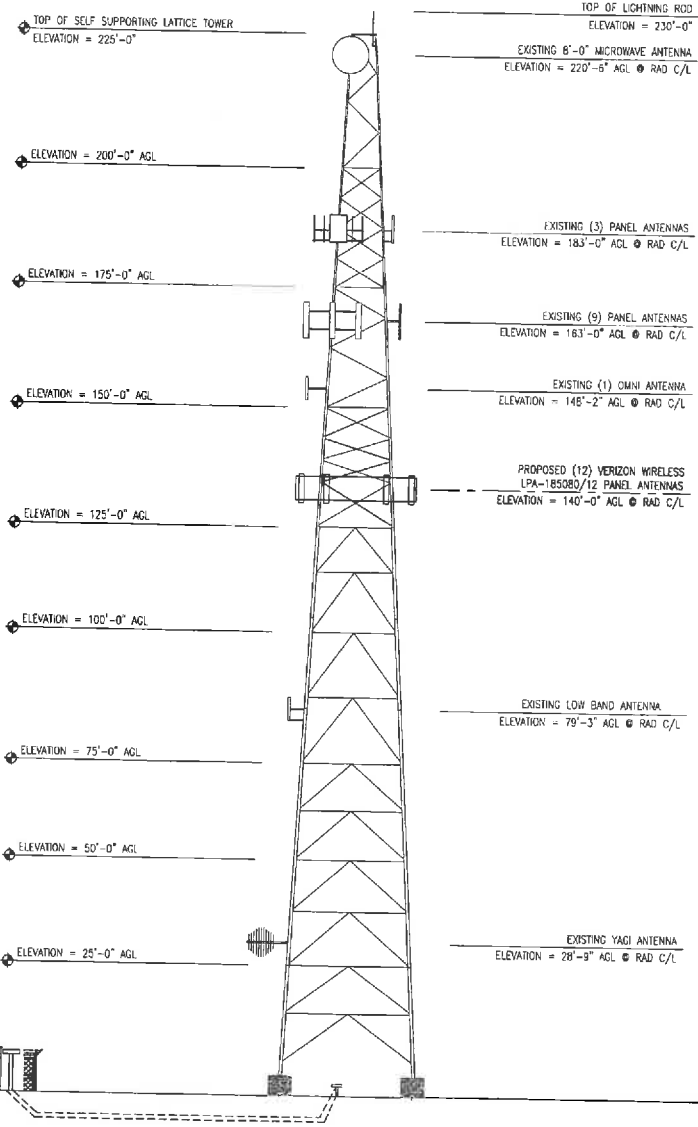 TOP OF SELF SUPPORTING LATTICE TOWER
ELEVATION = 225'-0"
ELEVATION = 200'-0" AGL
ELEVATION = 175'-0" AGL
ELEVATION = 150'-0" AGL
ELEVATION = 125'-0" AGL
ELEVATION = 100'-0" AGL
ELEVATION = 75'-0" AGL
ELEVATION = 50'-0" AGL
ELEVATION = 25'-0" AGL
TOP OF LIGHTNING ROD
ELEVATION = 230'-0"
EXISTING 8'-0" MICROWAVE ANTENNA
ELEVATION = 220'-6" AGL @ RAD C/L
EXISTING (3) PANEL ANTENNAS
ELEVATION = 183'-0" AGL @ RAD C/L
EXISTING (9) PANEL ANTENNAS
ELEVATION = 163'-0" AGL @ RAD C/L
EXISTING (1) OMNI ANTENNA
ELEVATION = 148'-2" AGL @ RAD C/L
PROPOSED (12) VERIZON WIRELESS
LPA-185080/12 PANEL ANTENNAS
ELEVATION = 140'-0" AGL @ RAD C/L
EXISTING LOW BAND ANTENNA
ELEVATION = 79'-3" AGL @ RAD C/L
EXISTING YAGI ANTENNA
ELEVATION = 28'-9" AGL @ RAD C/L